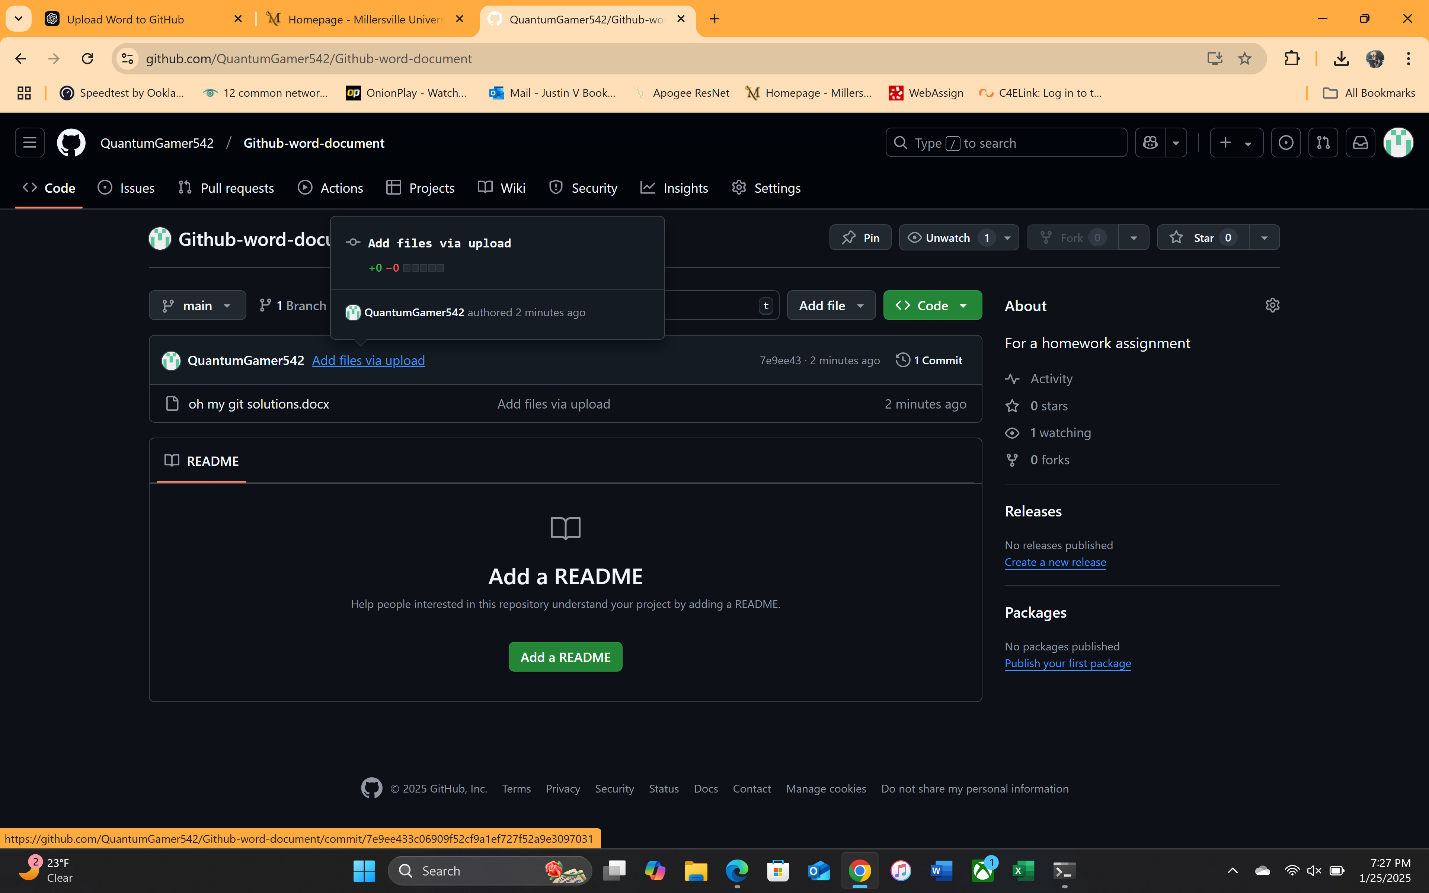 Upload Word to GitHub
Homepage - Millersville Univer
QuantumGamer542/Github-wo
github.com/QuantumGamer542/Github-word-document
Speedtest by Ookla...
12 common networ...
OnionPlay - Watch...
Mail - Justin V Book...
Apogee ResNet
Homepage - Millers...
WebAssign
C4ELink: Log in to t...
All Bookmarks
QuantumGamer542 / Github-word-document
Type / to search
Code
Issues
Pull requests
Actions
Projects
Wiki
Security
Insights
Settings
Github-word-docu
Pin
Unwatch 1
Fork 0
Star 0
Add files via upload
+0 −0
QuantumGamer542 authored 2 minutes ago
main
1 Branch
t
Add file
Code
QuantumGamer542 Add files via upload
7e9ee43 · 2 minutes ago
1 Commit
oh my git solutions.docx
Add files via upload
2 minutes ago
README
Add a README
Help people interested in this repository understand your project by adding a README.
Add a README
About
For a homework assignment
Activity
0 stars
1 watching
0 forks
Releases
No releases published
Create a new release
Packages
No packages published
Publish your first package
© 2025 GitHub, Inc.
Terms
Privacy
Security
Status
Docs
Contact
Manage cookies
Do not share my personal information
https://github.com/QuantumGamer542/Github-word-document/commit/7e9ee433c06909f52cf9a1ef727f52a9e3097031
2
23°F
Clear
Search
1
7:27 PM
1/25/2025